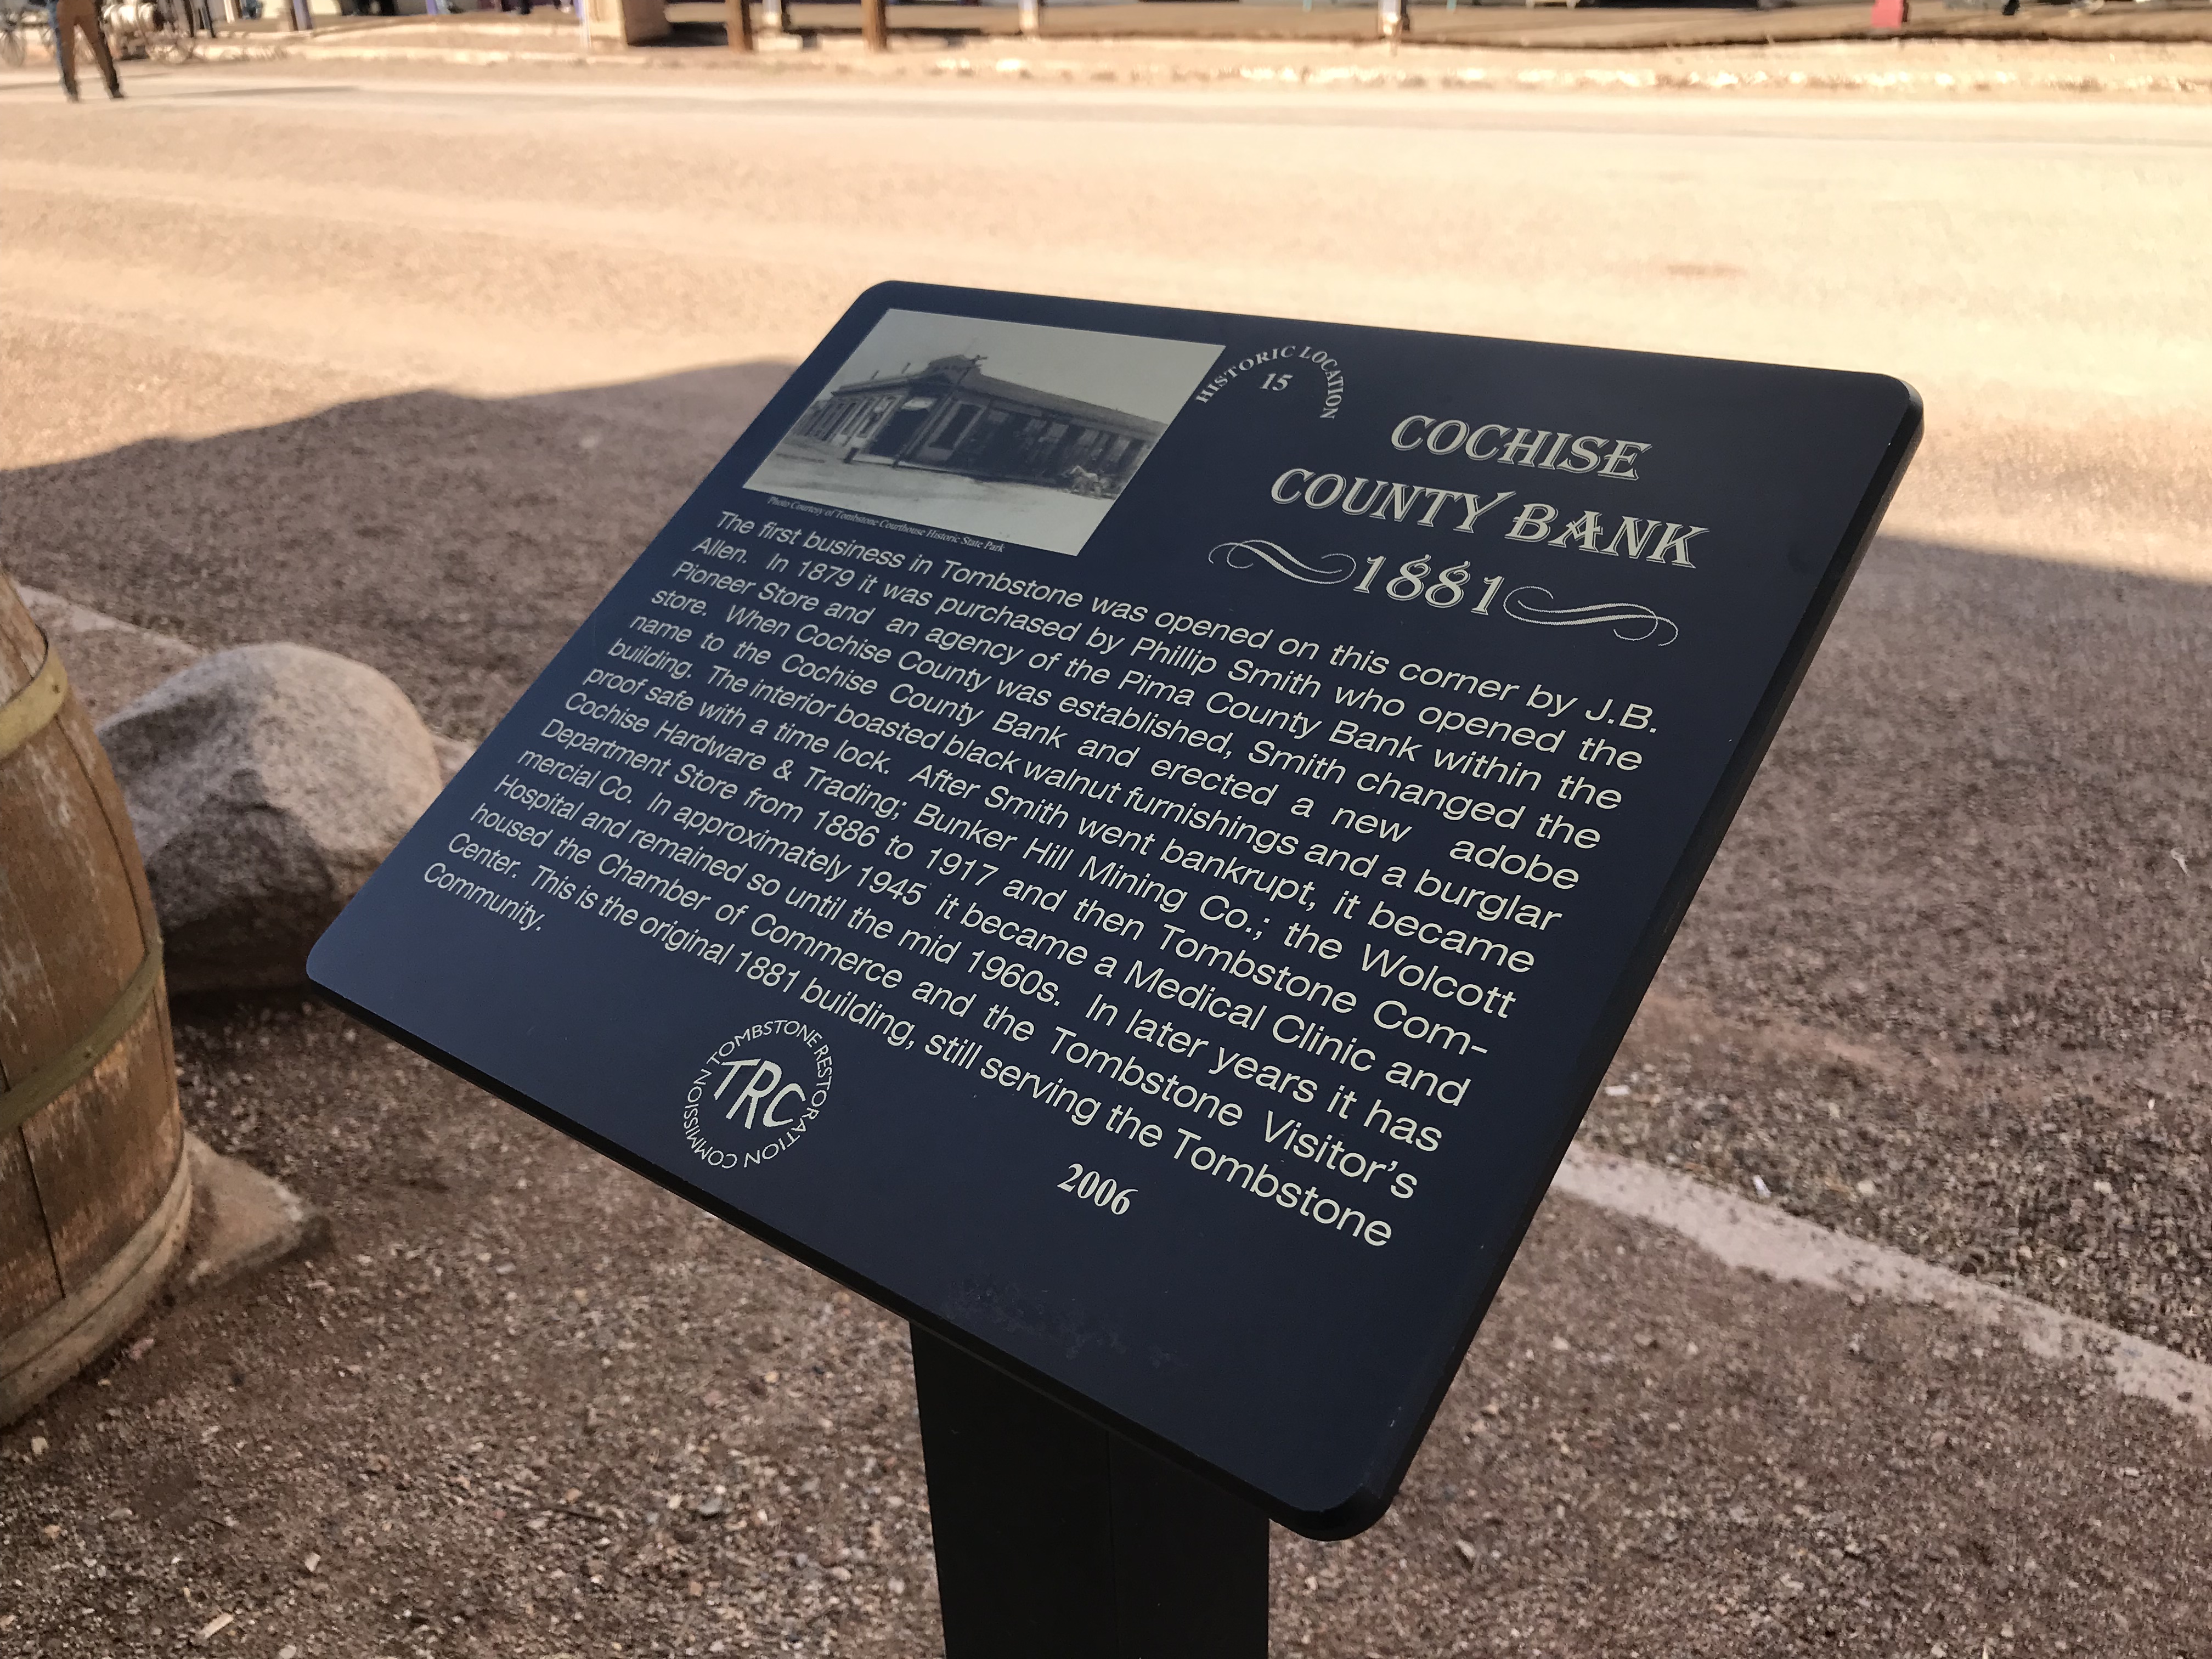 HISTORIC LOCATION
15
COCHISE
COUNTY BANK
1881
Photo Courtesy of Tombstone Courthouse Historic State Park
The first business in Tombstone was opened on this corner by J.B.
Allen. In 1879 it was purchased by Phillip Smith who opened the
Pioneer Store and an agency of the Pima County Bank within the
store. When Cochise County was established, Smith changed the
name to the Cochise County Bank and erected a new adobe
building. The interior boasted black walnut furnishings and a burglar
proof safe with a time lock. After Smith went bankrupt, it became
Cochise Hardware & Trading; Bunker Hill Mining Co.; the Wolcott
Department Store from 1886 to 1917 and then Tombstone Com-
mercial Co. In approximately 1945 it became a Medical Clinic and
Hospital and remained so until the mid 1960s. In later years it has
housed the Chamber of Commerce and the Tombstone Visitor's
Center. This is the original 1881 building, still serving the Tombstone
Community.
TOMBSTONE RESTORATION COMMISSION
TRC
2006